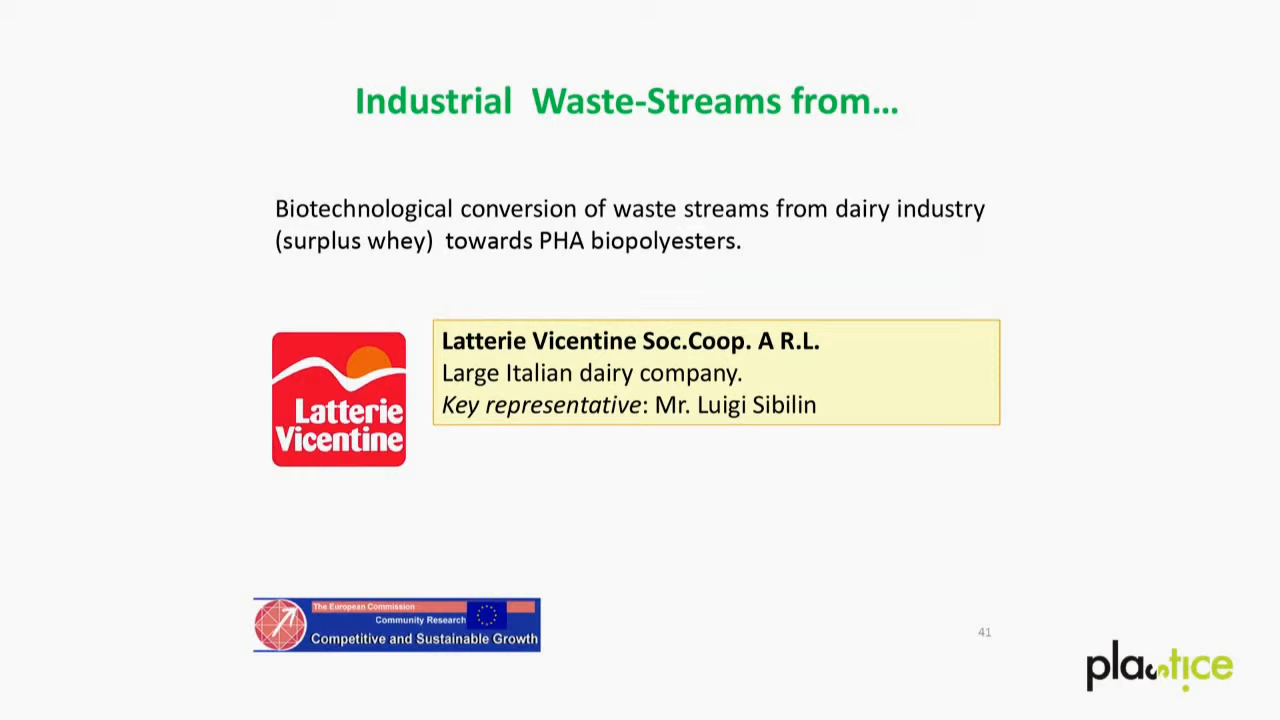 Industrial Waste-Streams from...
Biotechnological conversion of waste streams from dairy industry
(surplus whey) towards PHA biopolyesters.
Latterie Vicentine Soc.Coop. A R.L.
Large Italian dairy company.
Key representative: Mr. Luigi Sibilin
Latterie
Vicentine
The European Commission
Community Research
Competitive and Sustainable Growth
41
plastice